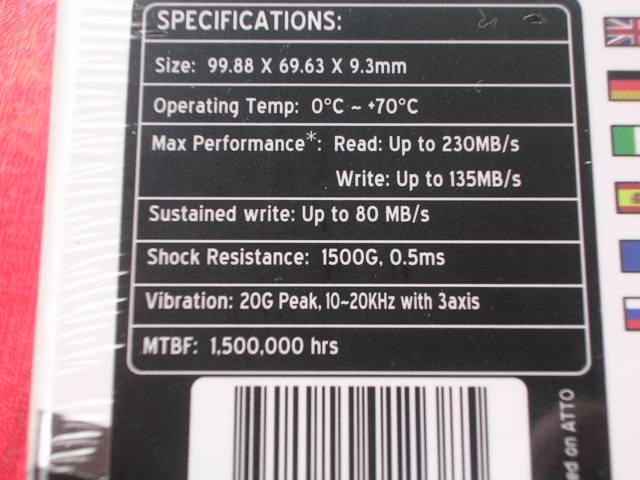 SPECIFICATIONS:
Size: 99.88 X 69.63 X 9.3mm
Operating Temp: 0°C ~ +70°C
Max Performance*: Read: Up to 230MB/s
Write: Up to 135MB/s
Sustained write: Up to 80 MB/s
Shock Resistance: 1500G, 0.5ms
Vibration: 20G Peak, 10~20KHz with 3axis
MTBF: 1,500,000 hrs
ed on ATTO